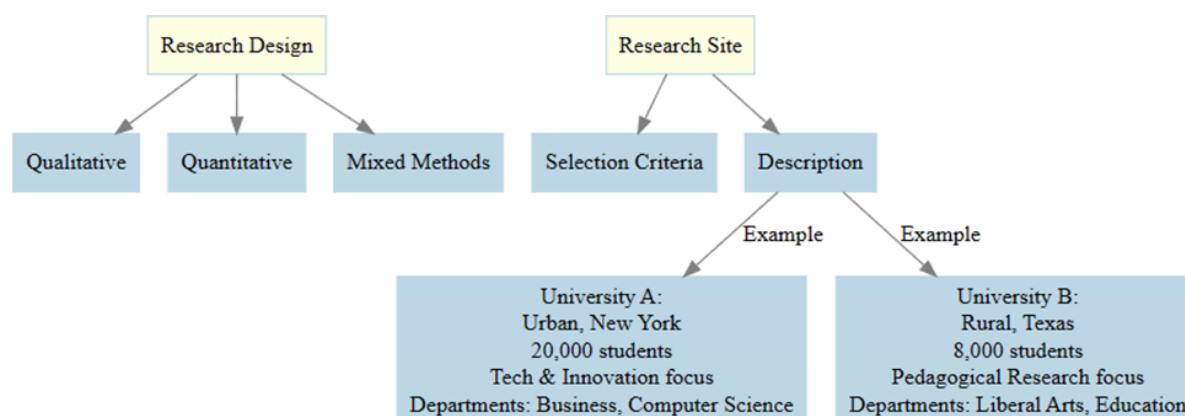 Research Design
Research Site
Qualitative
Quantitative
Mixed Methods
Selection Criteria
Description
Example
Example
University A:
Urban, New York
20,000 students
Tech & Innovation focus
Departments: Business, Computer Science
University B:
Rural, Texas
8,000 students
Pedagogical Research focus
Departments: Liberal Arts, Education